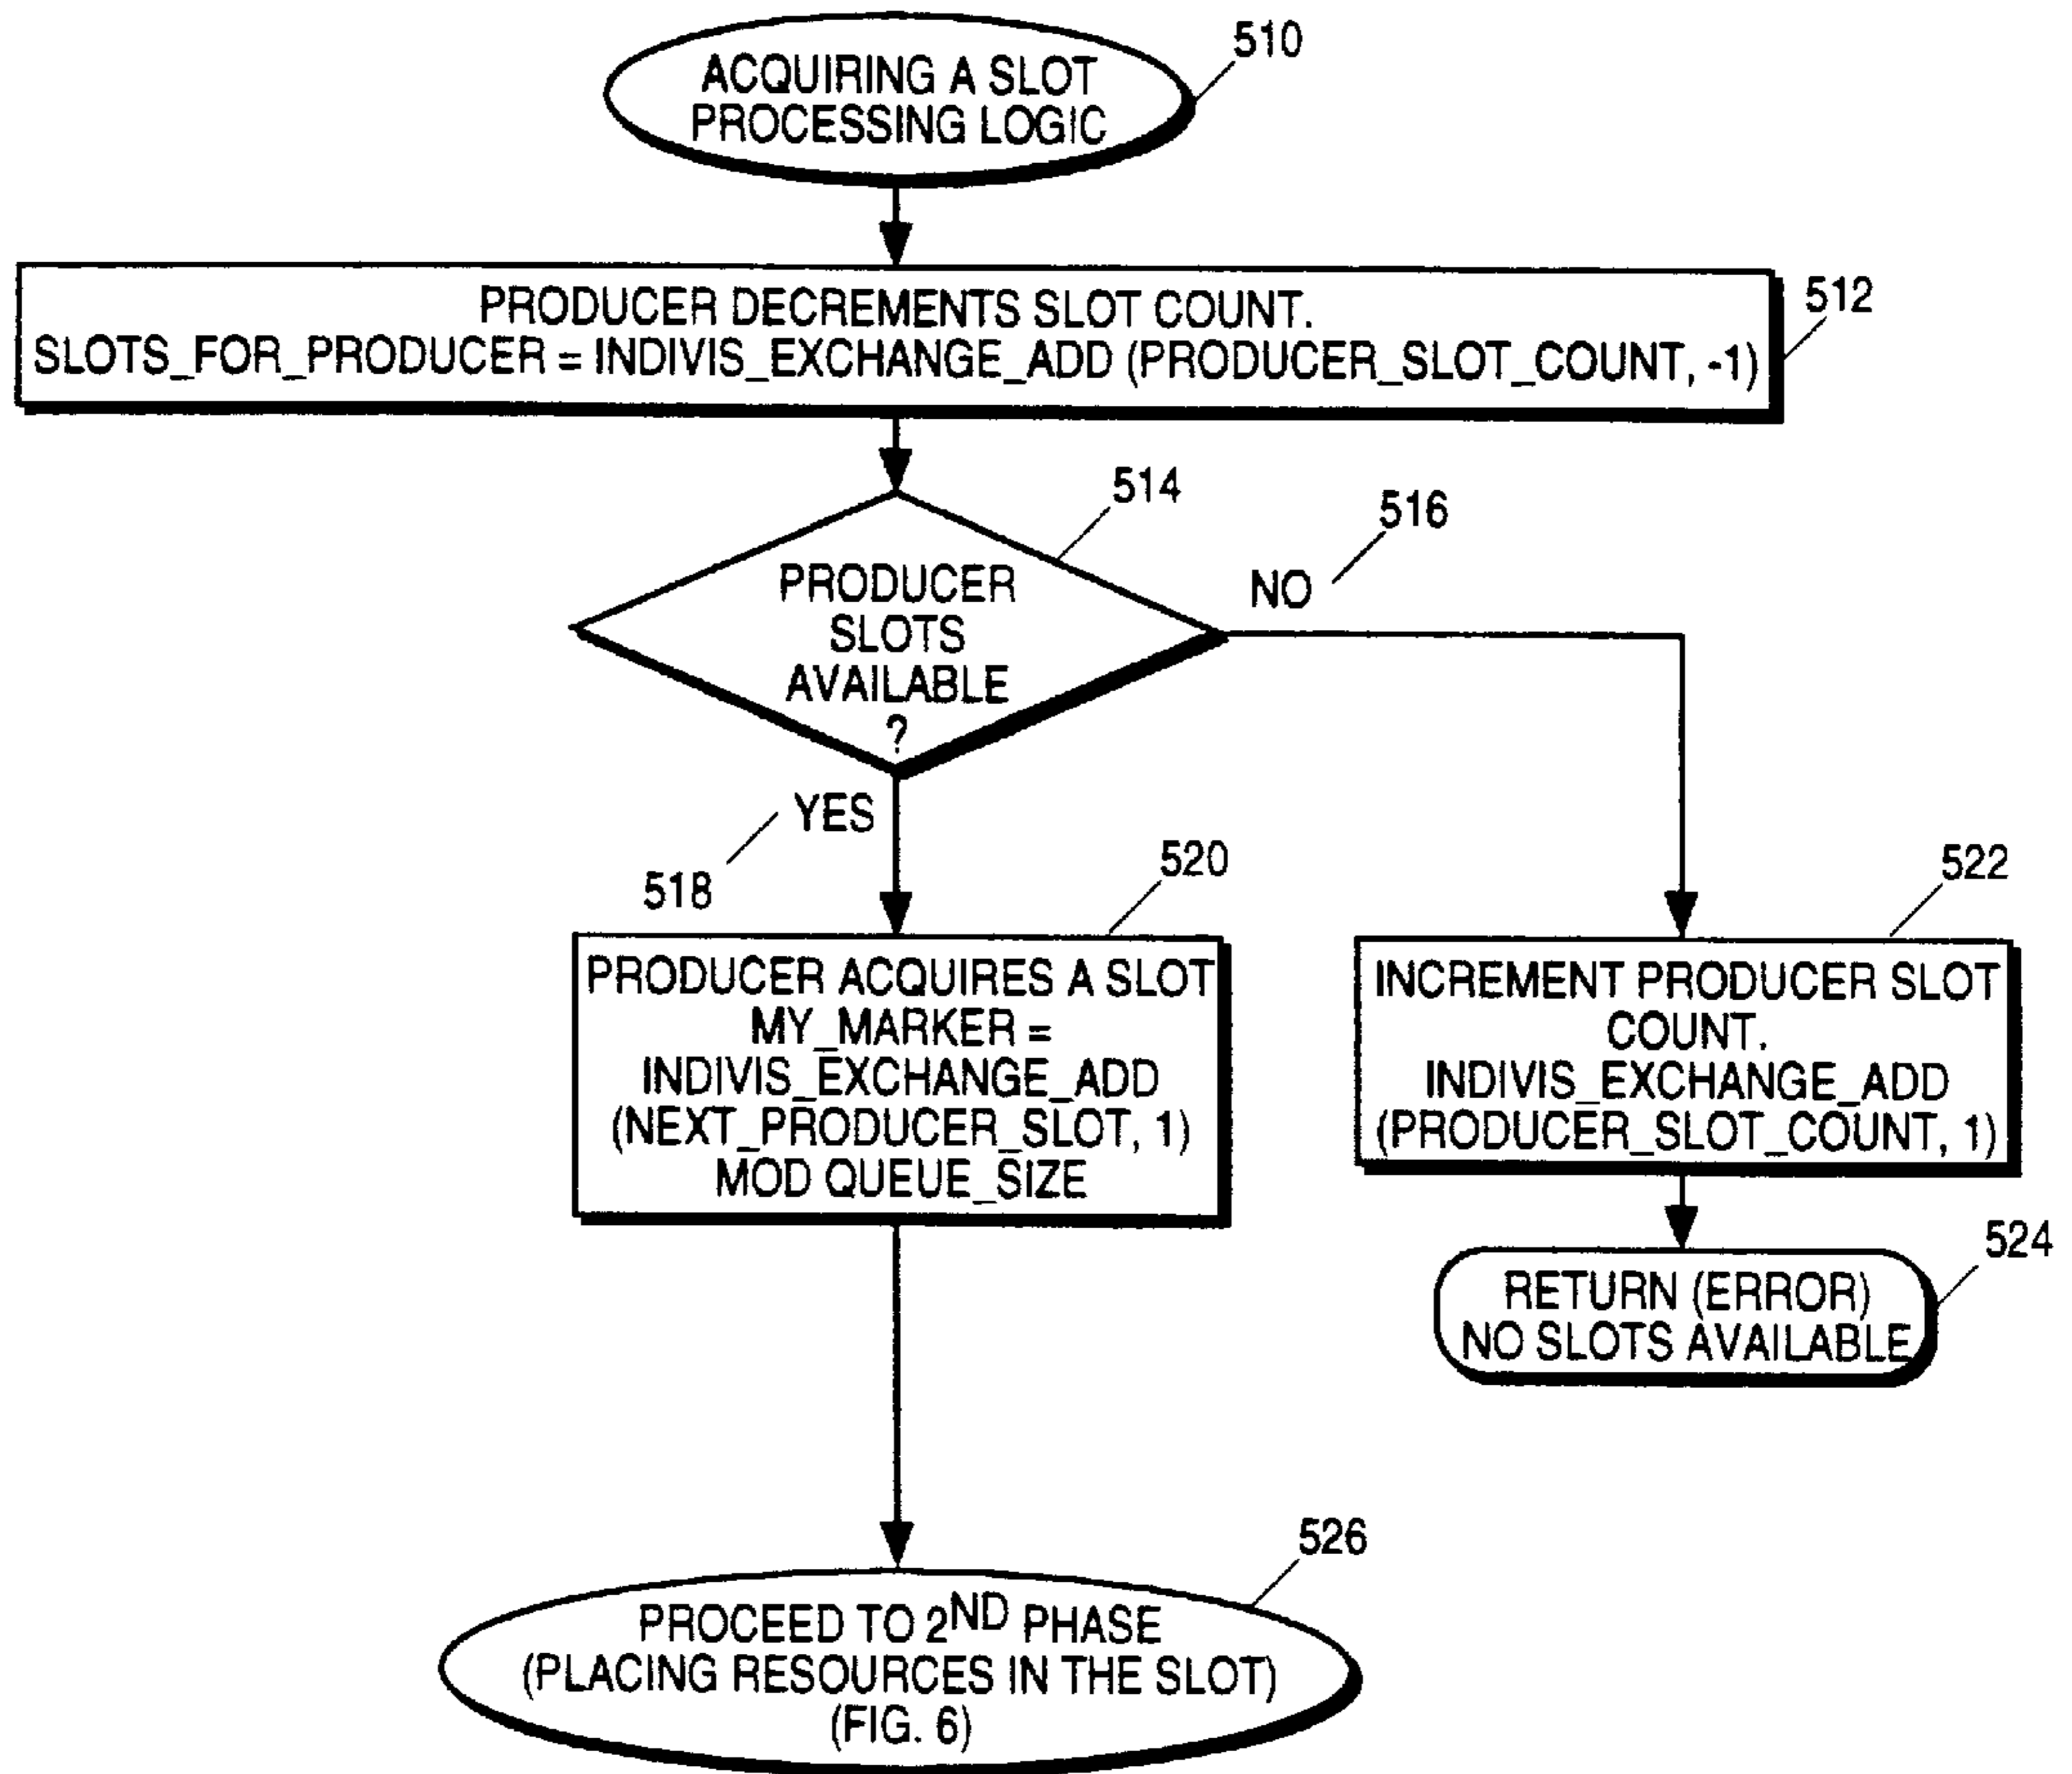 510
ACQUIRING A SLOT
PROCESSING LOGIC
512
PRODUCER DECREMENTS SLOT COUNT.
SLOTS_FOR_PRODUCER = INDIVIS_EXCHANGE_ADD (PRODUCER_SLOT_COUNT, -1)
514
516
PRODUCER
SLOTS
AVAILABLE
?
NO
YES
518
520
522
PRODUCER ACQUIRES A SLOT
MY_MARKER =
INDIVIS_EXCHANGE_ADD
(NEXT_PRODUCER_SLOT, 1)
MOD QUEUE_SIZE
INCREMENT PRODUCER SLOT
COUNT.
INDIVIS_EXCHANGE_ADD
(PRODUCER_SLOT_COUNT, 1)
524
RETURN (ERROR)
NO SLOTS AVAILABLE
526
PROCEED TO 2ND PHASE
(PLACING RESOURCES IN THE SLOT)
(FIG. 6)